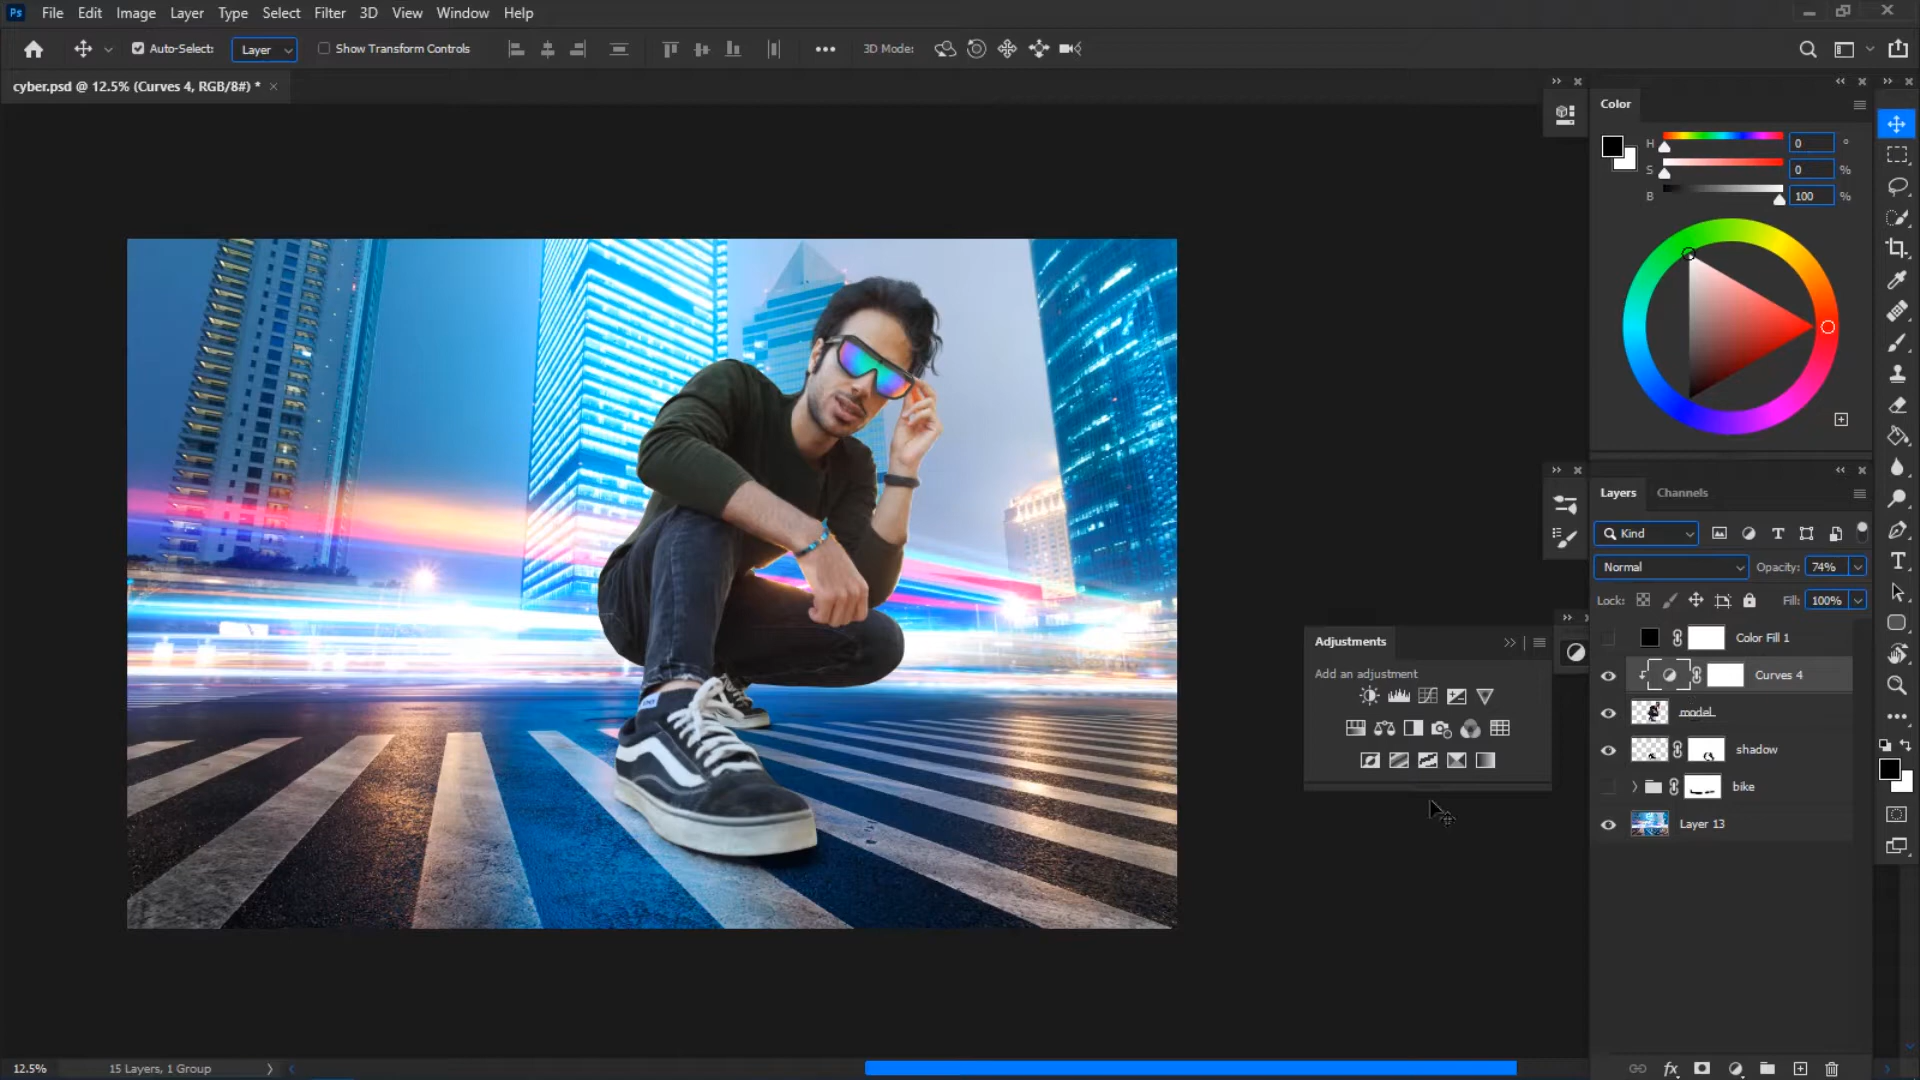 Ps File Edit Image Layer Type Select Filter 3D View Window Help
Auto-Select: Layer Show Transform Controls 3D Mode:
cyber.psd @ 12.5% (Curves 4, RGB/8#) *
Color
H 0 °
S 0 %
B 100 %
Layers Channels
Kind
Normal Opacity: 74%
Lock: Fill: 100%
Color Fill 1
Curves 4
model
shadow
bike
Layer 13
Adjustments
Add an adjustment
12.5% 15 Layers, 1 Group